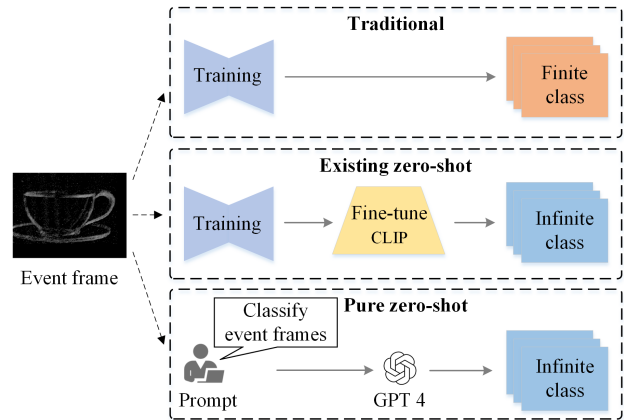 Traditional
Training
Finite
class
Existing zero-shot
Training
Fine-tune
CLIP
Infinite
class
Event frame
Pure zero-shot
Classify
event frames
Prompt
GPT 4
Infinite
class